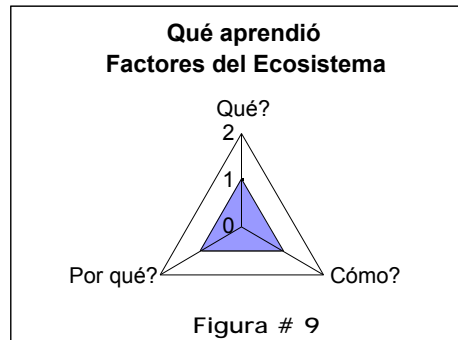 Qué aprendió
Factores del Ecosistema
Qué?
2
1
0
Por qué?
Cómo?
Figura # 9